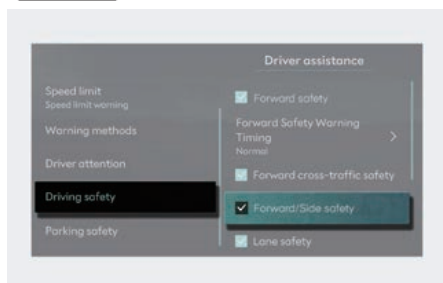 Driver assistance
Speed limit
Speed limit warning
Warning methods
Driver attention
Driving safety
Parking safety
Forward safety
Forward Safety Warning
Timing
Normal
Forward cross-traffic safety
Forward/Side safety
Lane safety